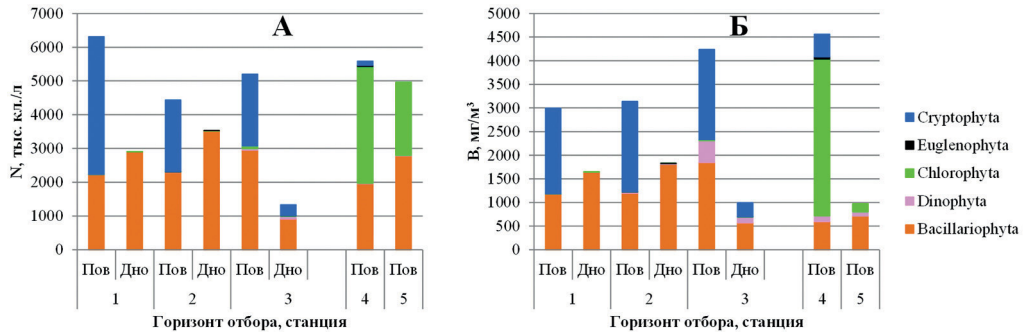 А
N, тыс. кл./л
7000
6000
5000
4000
3000
2000
1000
0
Пов Дно Пов Дно Пов Дно Пов Пов
1 2 3 4 5
Горизонт отбора, станция
Б
В, мг/м³
5000
4500
4000
3500
3000
2500
2000
1500
1000
500
0
Пов Дно Пов Дно Пов Дно Пов Пов
1 2 3 4 5
Горизонт отбора, станция
Cryptophyta
Euglenophyta
Chlorophyta
Dinophyta
Bacillariophyta